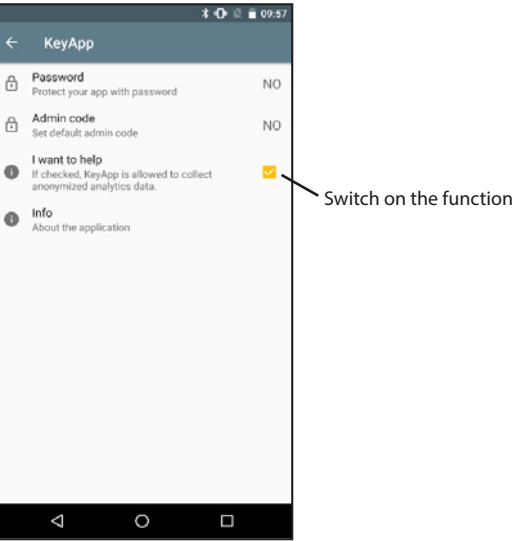 09:57
KeyApp
Password
Protect your app with password
NO
Admin code
Set default admin code
NO
I want to help
If checked, KeyApp is allowed to collect
anonymized analytics data.
Switch on the function
Info
About the application